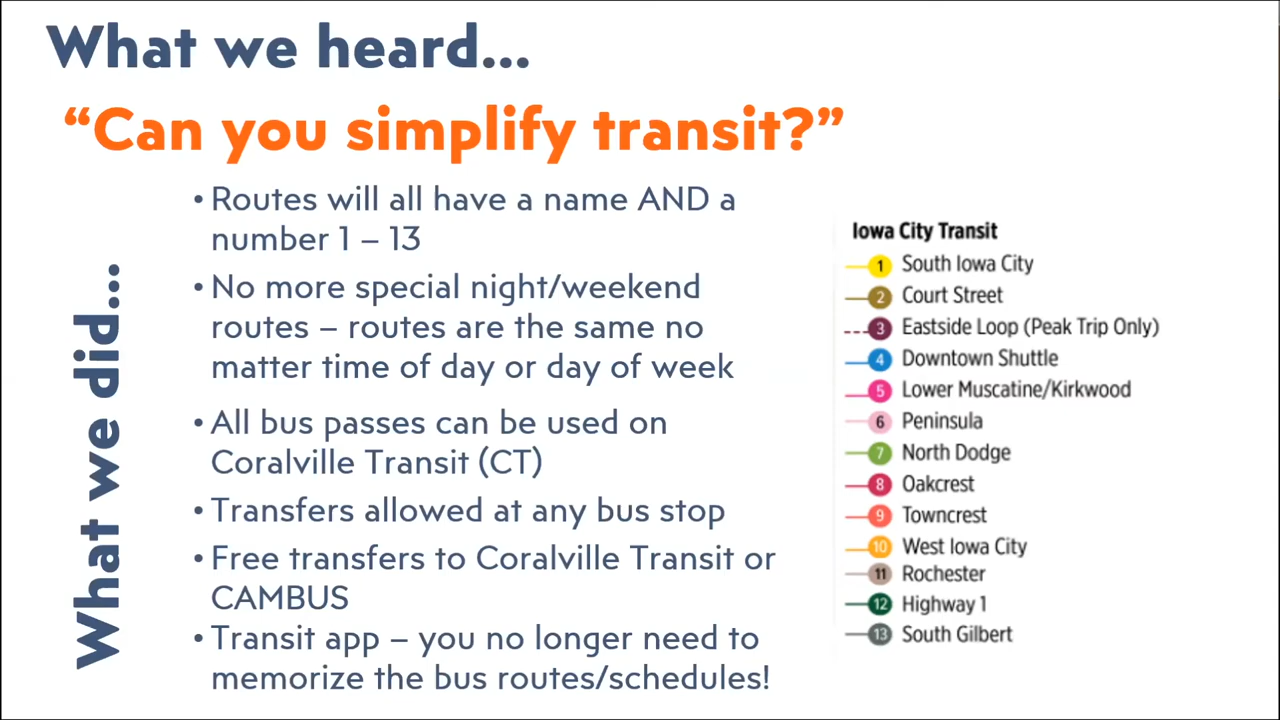 What we heard...
“Can you simplify transit?”
What we did...
• Routes will all have a name AND a
number 1 – 13
• No more special night/weekend
routes – routes are the same no
matter time of day or day of week
• All bus passes can be used on
Coralville Transit (CT)
• Transfers allowed at any bus stop
• Free transfers to Coralville Transit or
CAMBUS
• Transit app – you no longer need to
memorize the bus routes/schedules!
Iowa City Transit
1 South Iowa City
2 Court Street
3 Eastside Loop (Peak Trip Only)
4 Downtown Shuttle
5 Lower Muscatine/Kirkwood
6 Peninsula
7 North Dodge
8 Oakcrest
9 Towncrest
10 West Iowa City
11 Rochester
12 Highway 1
13 South Gilbert